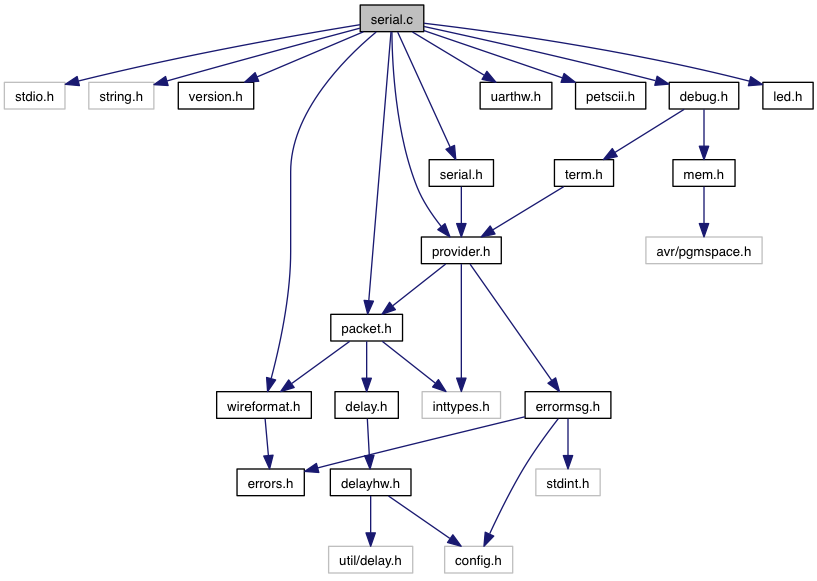 serial.c
stdio.h
string.h
version.h
uarthw.h
petscii.h
debug.h
led.h
serial.h
term.h
mem.h
provider.h
avr/pgmspace.h
packet.h
wireformat.h
delay.h
inttypes.h
errormsg.h
errors.h
delayhw.h
stdint.h
util/delay.h
config.h